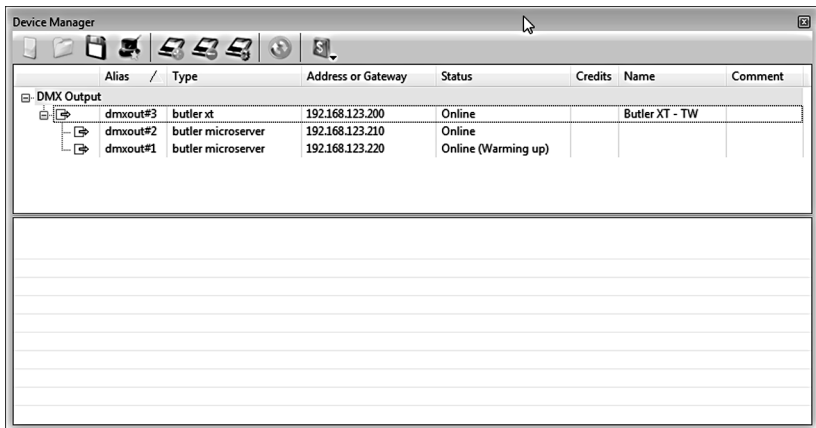 Device Manager
Alias / Type Address or Gateway Status Credits Name Comment
DMX Output
dmxout#3 butler xt 192.168.123.200 Online Butler XT - TW
dmxout#2 butler microserver 192.168.123.210 Online
dmxout#1 butler microserver 192.168.123.220 Online (Warming up)